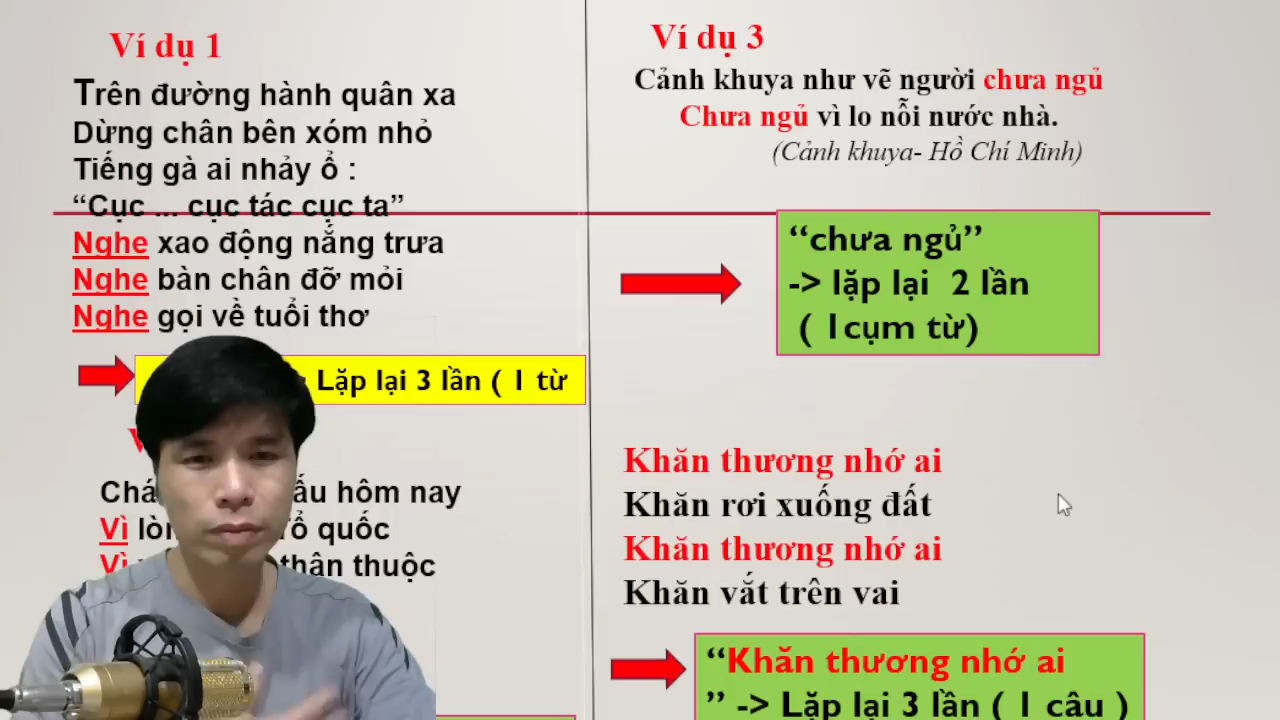 Ví dụ 1
Trên đường hành quân xa
Dừng chân bên xóm nhỏ
Tiếng gà ai nhảy ổ :
“Cục ... cục tác cục ta”
Nghe xao động nắng trưa
Nghe bàn chân đỡ mỏi
Nghe gọi về tuổi thơ
Lặp lại 3 lần ( 1 từ
hôm nay
Vì quốc
Vì thân thuộc
Ví dụ 3
Cảnh khuya như vẽ người chưa ngủ
Chưa ngủ vì lo nỗi nước nhà.
(Cảnh khuya- Hồ Chí Minh)
“chưa ngủ”
-> lặp lại 2 lần
( 1cụm từ)
Khăn thương nhớ ai
Khăn rơi xuống đất
Khăn thương nhớ ai
Khăn vắt trên vai
“Khăn thương nhớ ai
” -> Lặp lại 3 lần ( 1 câu )